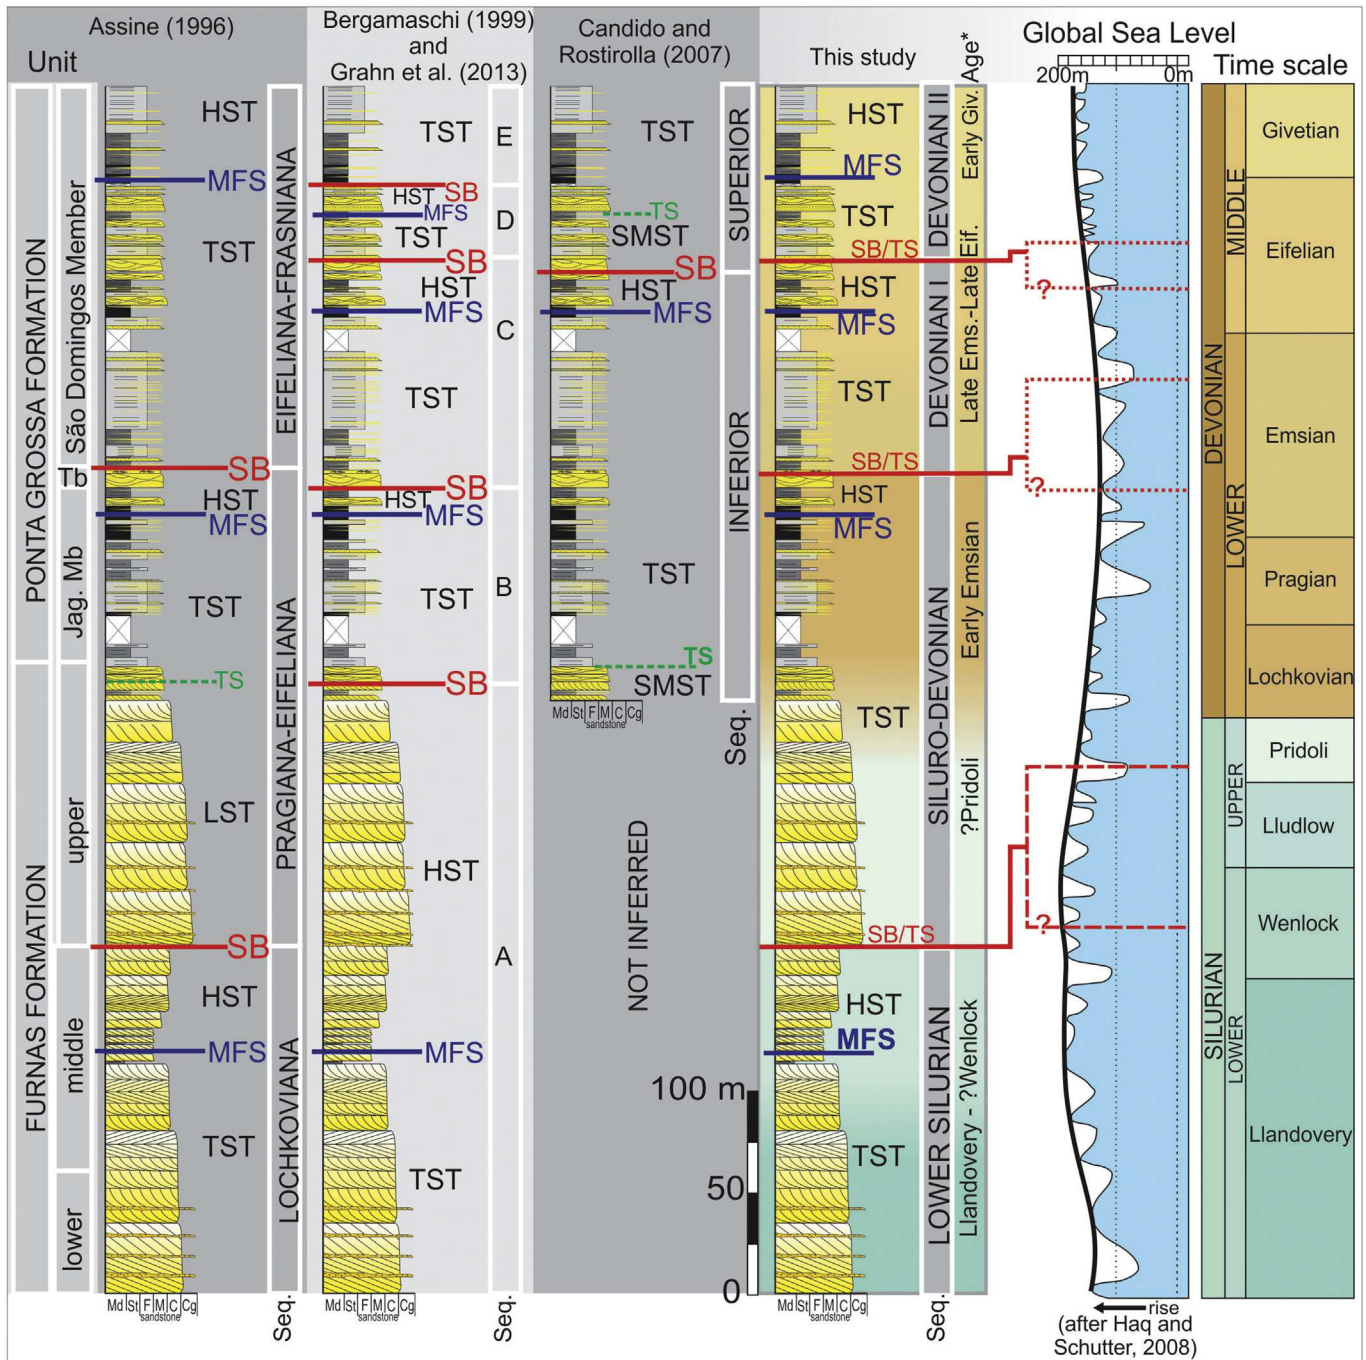 Assine (1996)
Unit
PONTA GROSSA FORMATION
FURNAS FORMATION
São Domingos Member
Tb
Jag. Mb
upper
middle
lower
HST
MFS
TST
SB
HST
MFS
TST
TS
LST
SB
HST
MFS
TST
Md St F M C Cg
sandstone
EIFELIANA-FRASNIANA
PRAGIANA-EIFELIANA
LOCHKOVIANA
Seq.
Bergamaschi (1999)
and
Grahn et al. (2013)
TST
SB
HST
MFS
TST
SB
HST
MFS
TST
SB
HST
MFS
TST
SB
HST
MFS
TST
Md St F M C Cg
sandstone
E
D
C
B
A
Seq.
Candido and
Rostirolla (2007)
TST
TS
SMST
SB
HST
MFS
TST
TS
SMST
Md St F M C Cg
sandstone
SUPERIOR
INFERIOR
Seq.
NOT INFERRED
100 m
50
0
This study
HST
MFS
TST
SB/TS
HST
MFS
TST
SB/TS
HST
MFS
TST
SB/TS
HST
MFS
TST
Md St F M C Cg
sandstone
DEVONIAN II
DEVONIAN I
SILURO-DEVONIAN
LOWER SILURIAN
Seq.
Age*
Early Giv.
Late Ems.-Late Eif.
Early Emsian
?Pridoli
Llandovery - ?Wenlock
Global Sea Level
200m 0m
?
?
?
rise
(after Haq and
Schutter, 2008)
Time scale
DEVONIAN
SILURIAN
MIDDLE
LOWER
UPPER
LOWER
Givetian
Eifelian
Emsian
Pragian
Lochkovian
Pridoli
Lludlow
Wenlock
Llandovery